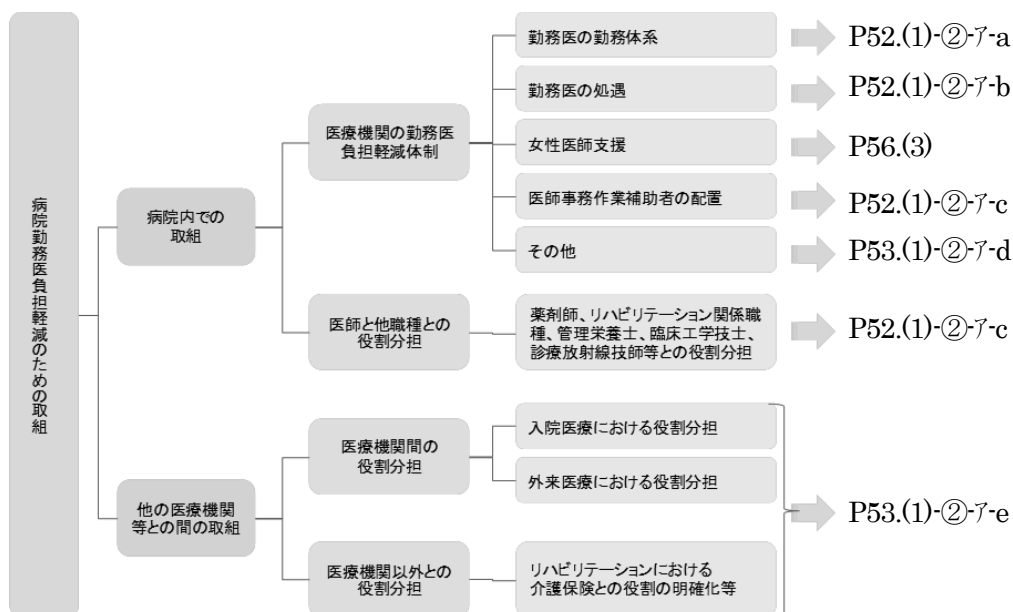 病院勤務医負担軽減のための取組
病院内での
取組
医療機関の勤務医
負担軽減体制
勤務医の勤務体系
P52.(1)-②-ｱ-a
勤務医の処遇
P52.(1)-②-ｱ-b
女性医師支援
P56.(3)
医師事務作業補助者の配置
P52.(1)-②-ｱ-c
その他
P53.(1)-②-ｱ-d
医師と他職種との
役割分担
薬剤師、リハビリテーション関係職
種、管理栄養士、臨床工学技士、
診療放射線技師等との役割分担
P52.(1)-②-ｱ-c
他の医療機関
等との間の取組
医療機関間の
役割分担
入院医療における役割分担
外来医療における役割分担
医療機関以外との
役割分担
リハビリテーションにおける
介護保険との役割の明確化等
P53.(1)-②-ｱ-e